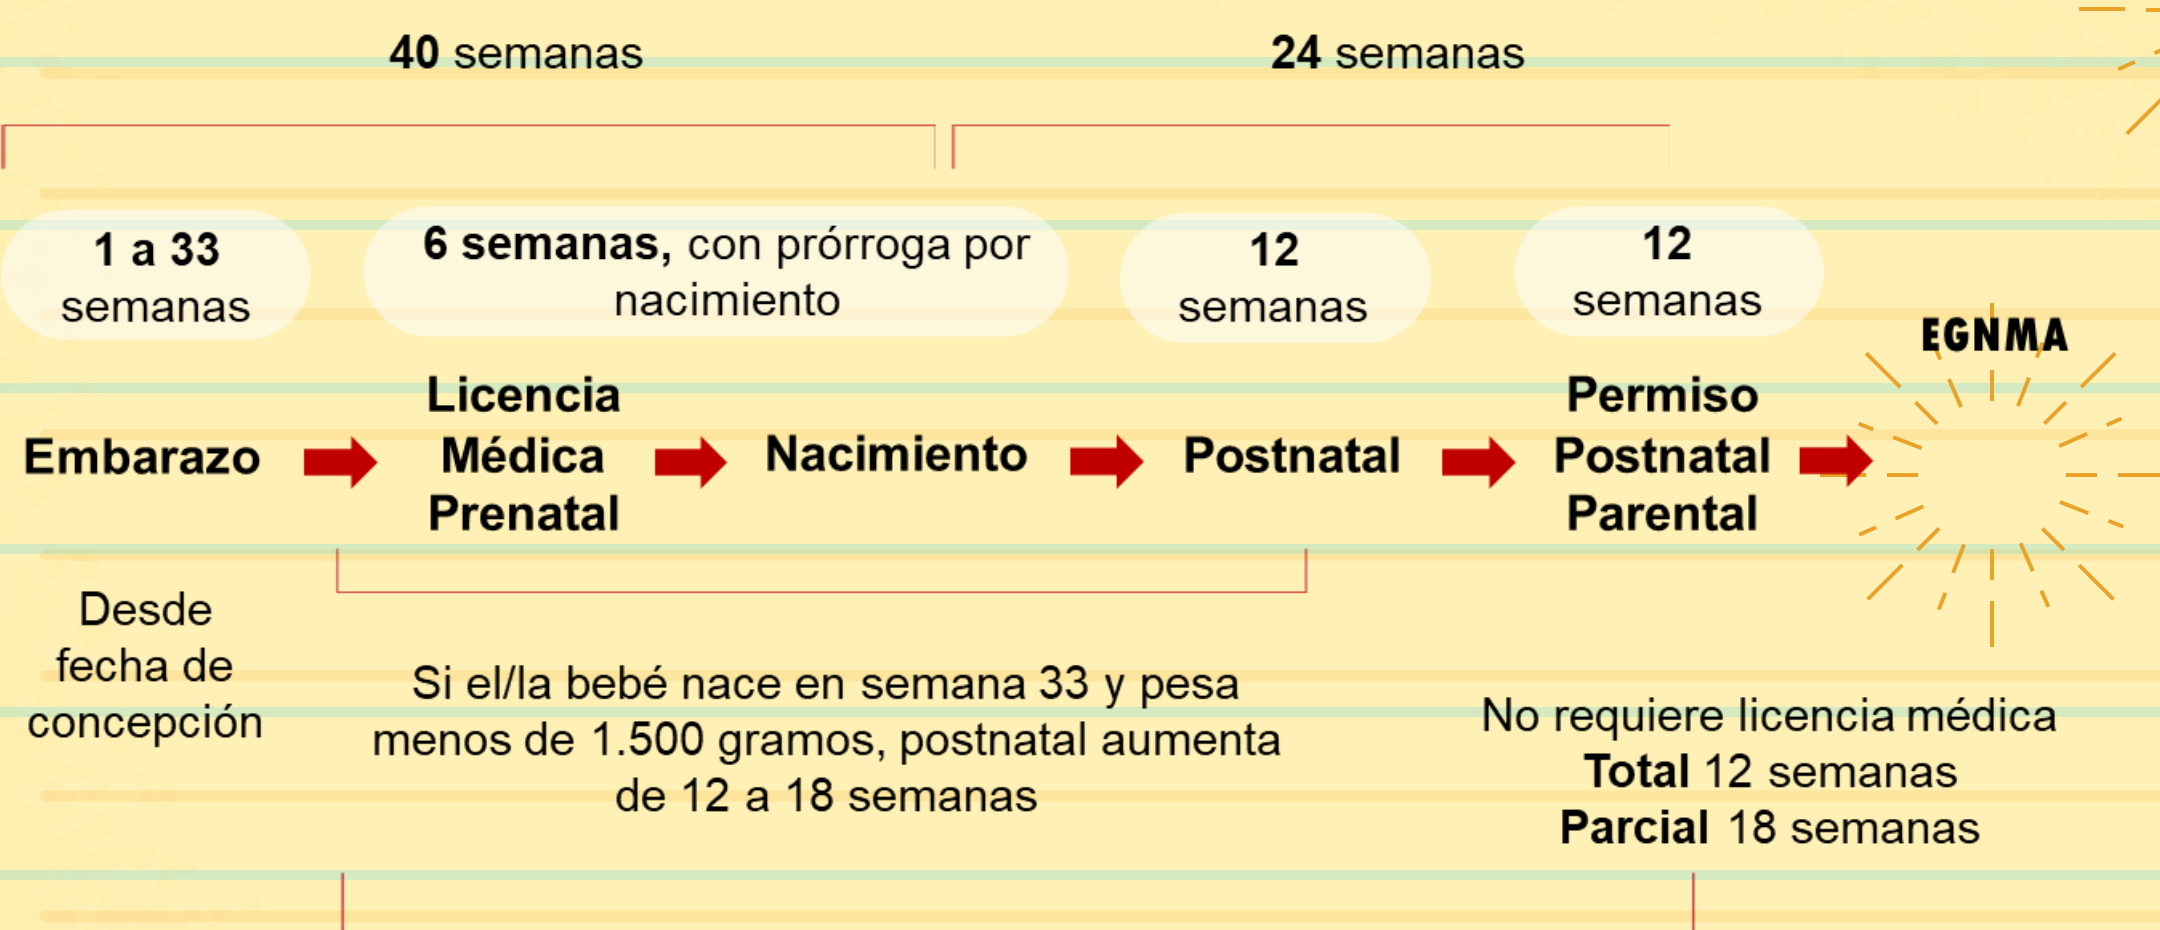 40 semanas
24 semanas
1 a 33
semanas
6 semanas, con prórroga por
nacimiento
12
semanas
12
semanas
EGNMA
Embarazo
Licencia
Médica
Prenatal
Nacimiento
Postnatal
Permiso
Postnatal
Parental
Desde
fecha de
concepción
Si el/la bebé nace en semana 33 y pesa
menos de 1.500 gramos, postnatal aumenta
de 12 a 18 semanas
No requiere licencia médica
Total 12 semanas
Parcial 18 semanas